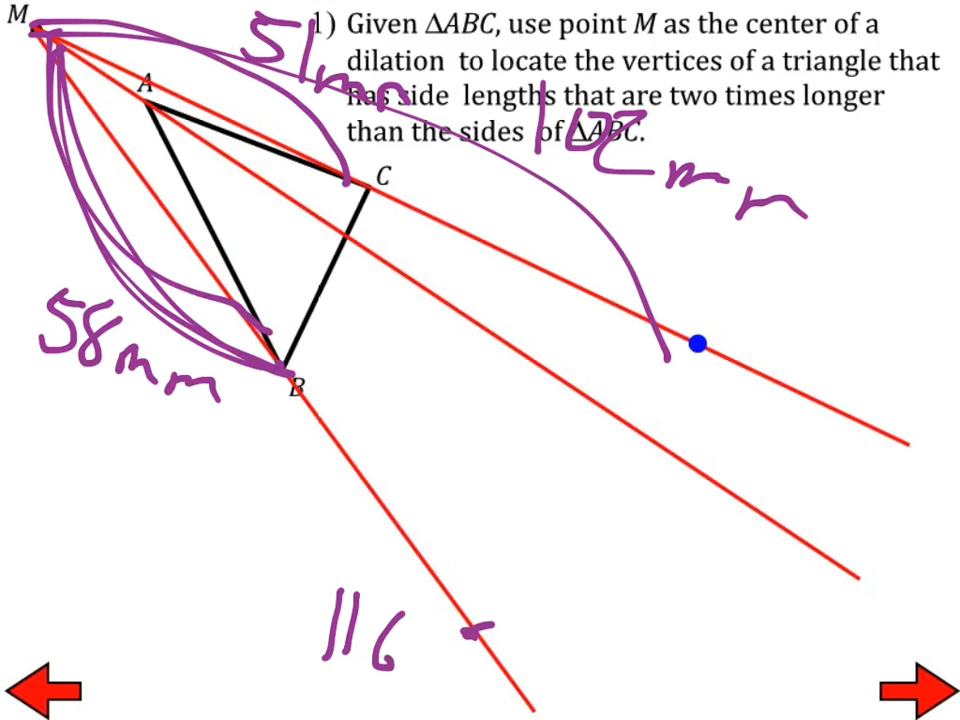 M
1) Given ΔABC, use point M as the center of a
dilation to locate the vertices of a triangle that
has side lengths that are two times longer
than the sides of ΔABC.
51mm
102mm
A
C
58mm
B
116